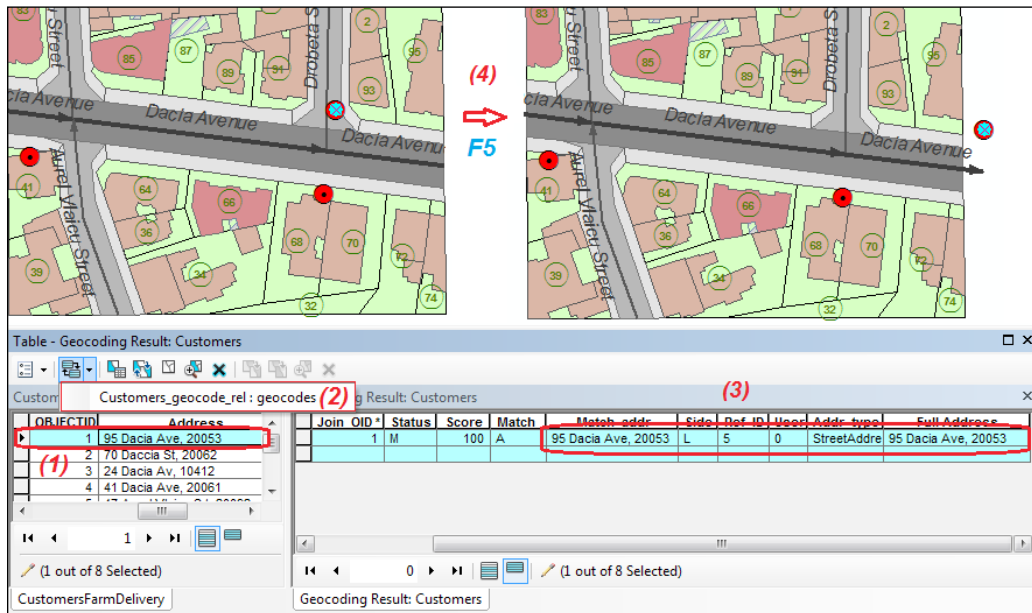 83
Street
Drobeta S
2
87
85
89
91
95
93
Dacia Avenue
Dacia Avenue
41
Aurel Vlaicu Street
64
66
36
68
70
72
39
34
32
74
(4)
F5
83
Street
Drobeta S
2
87
85
89
91
95
93
cia Avenue
Dacia Avenue
Dacia Avenue
41
Aurel Vlaicu Street
64
66
36
68
70
72
39
34
32
74
Table - Geocoding Result: Customers
Custom
Customers_geocode_rel : geocodes
(2)
ding Result: Customers
(3)
OBJECTID Address
1 95 Dacia Ave, 20053
(1)
2 70 Daccia St, 20062
3 24 Dacia Av, 10412
4 41 Dacia Ave, 20061
Join_OID * Status Score Match Match_addr Side Ref_ID User Addr_type Full Address
1 M 100 A 95 Dacia Ave, 20053 L 5 0 StreetAddre 95 Dacia Ave, 20053
1
(1 out of 8 Selected)
0
(1 out of 8 Selected)
CustomersFarmDelivery
Geocoding Result: Customers